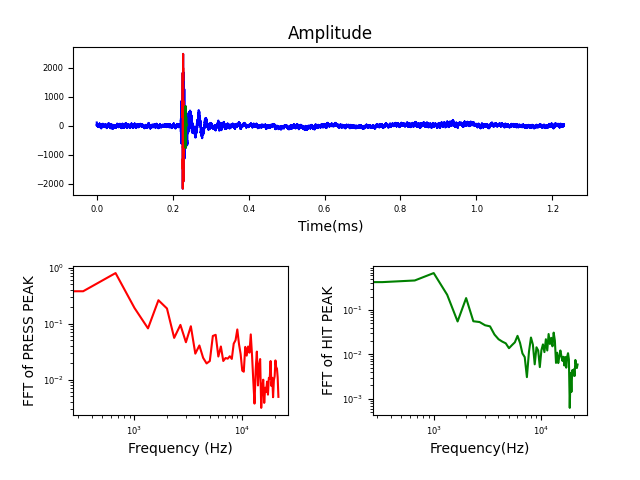 Amplitude
2000
1000
0
−1000
−2000
0.0 0.2 0.4 0.6 0.8 1.0 1.2
Time(ms)
FFT of PRESS PEAK
10⁰
10⁻¹
10⁻²
10³ 10⁴
Frequency (Hz)
FFT of HIT PEAK
10⁻¹
10⁻²
10⁻³
10³ 10⁴
Frequency(Hz)